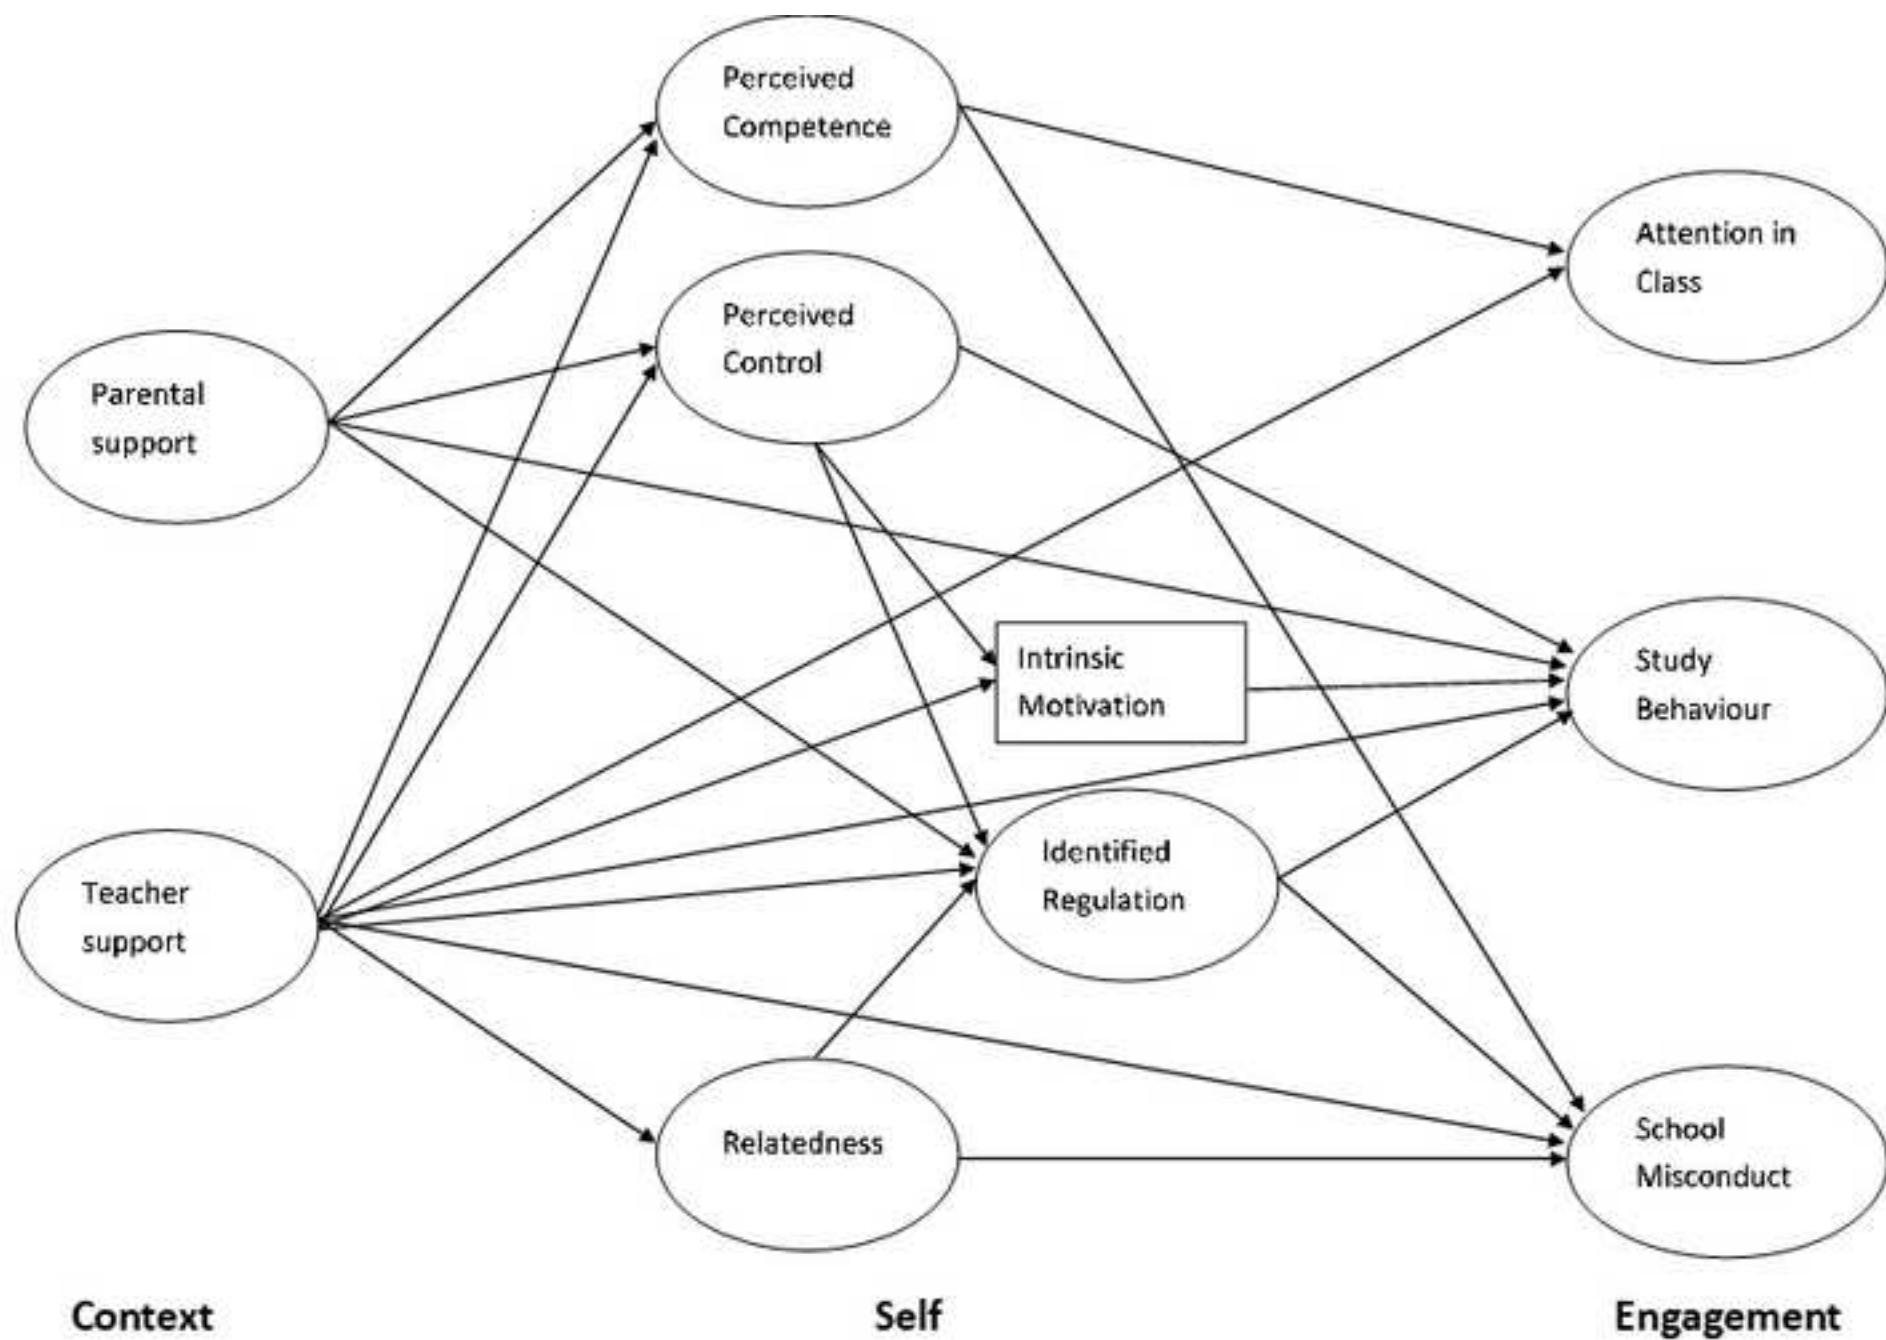 Perceived
Competence
Attention in
Class
Perceived
Control
Parental
support
Intrinsic
Motivation
Study
Behaviour
Identified
Regulation
Teacher
support
Relatedness
School
Misconduct
Context
Self
Engagement